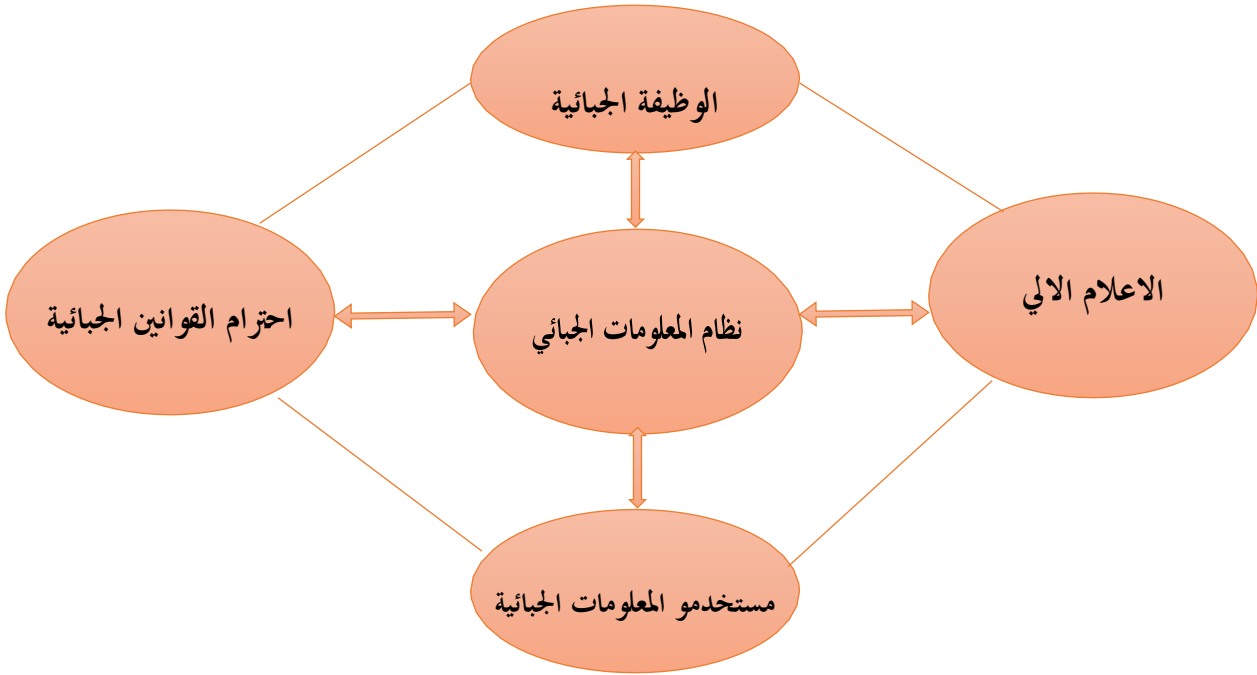 الوظيفة الجبائية
الاعلام الالي
نظام المعلومات الجبائي
احترام القوانين الجبائية
مستخدمو المعلومات الجبائية